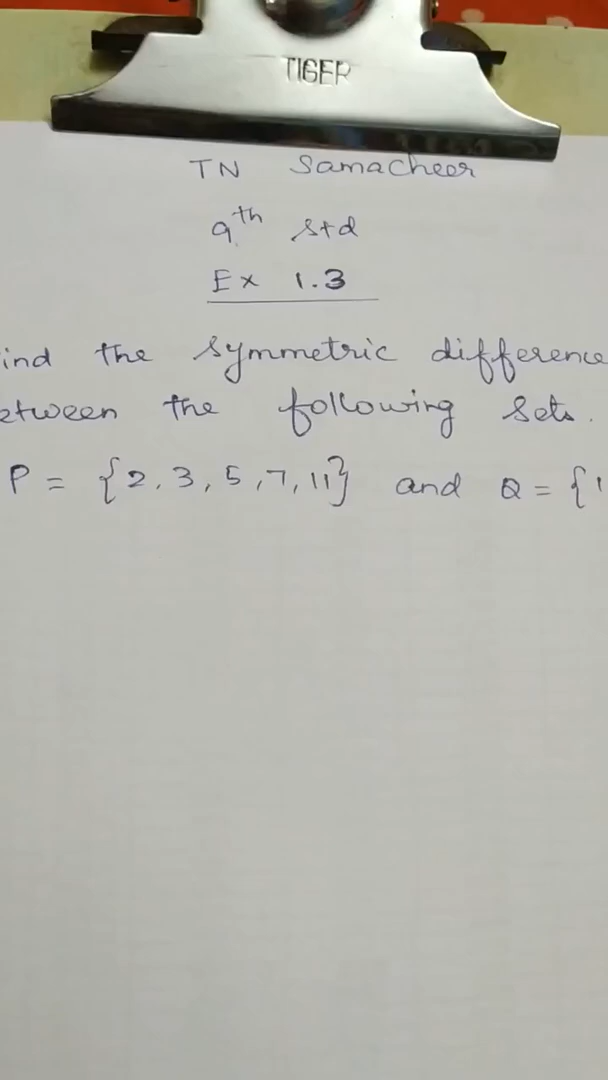 TIGER
TN Samacheer
9th std
Ex 1.3
ind the symmetric difference
etween the following sets.
P = {2, 3, 5, 7, 11} and Q = {1